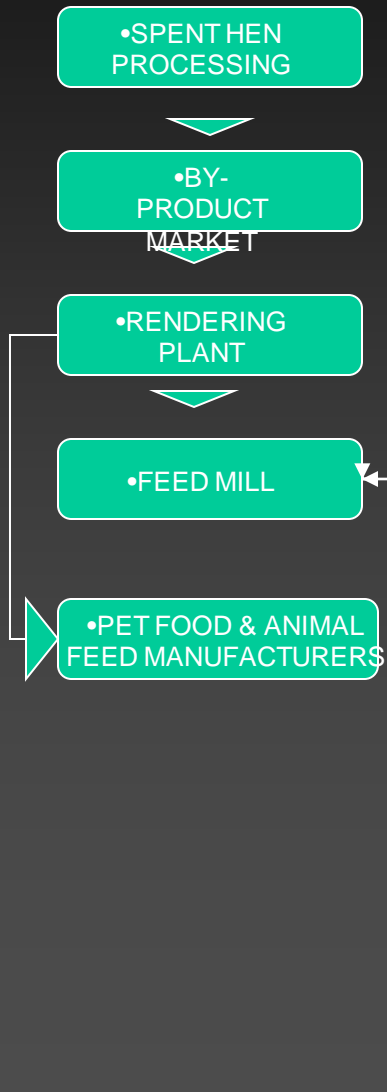 •SPENT HEN
PROCESSING
•BY-
PRODUCT
MARKET
•RENDERING
PLANT
•FEED MILL
•PET FOOD & ANIMAL
FEED MANUFACTURERS